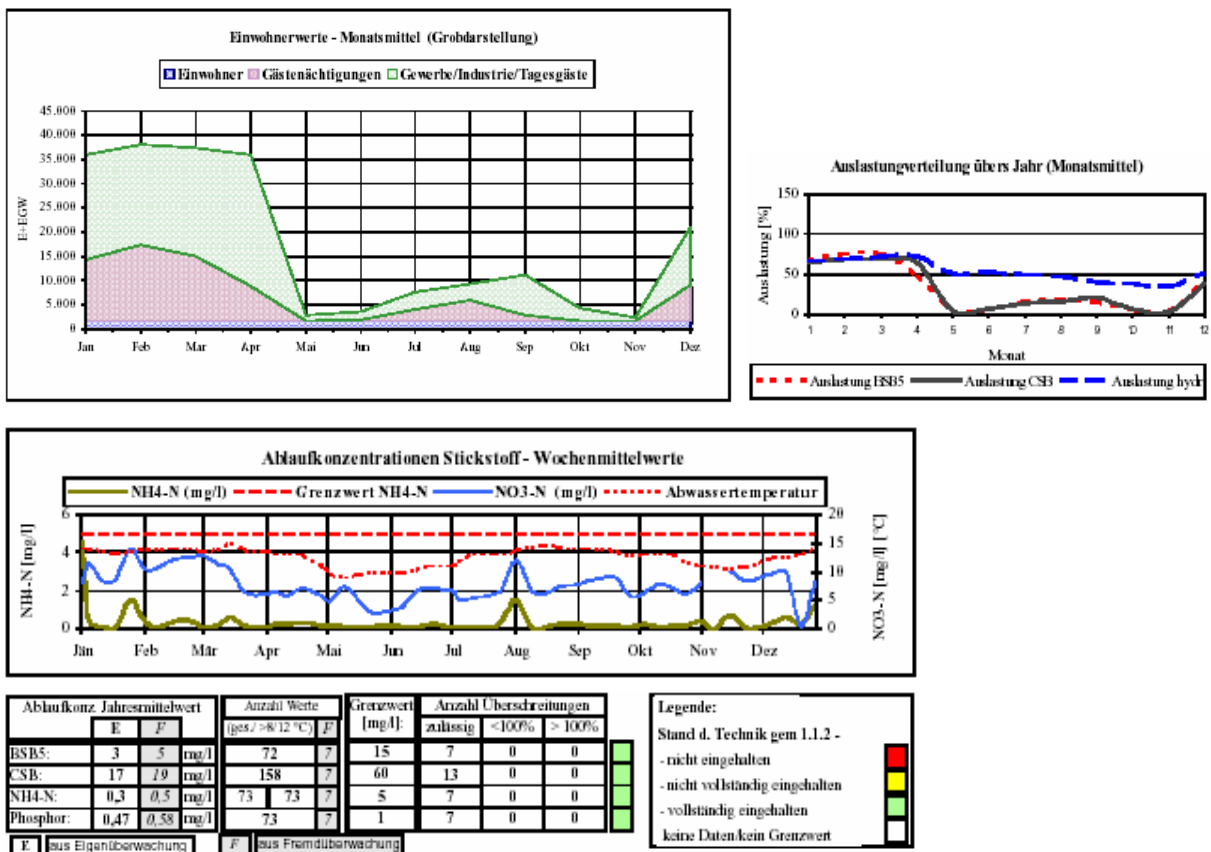 Einwohnerwerte - Monatsmittel (Grobdarstellung)
Einwohner Gästenächtigungen Gewerbe/Industrie/Tagesgäste
E+EGW
45.000
40.000
35.000
30.000
25.000
20.000
15.000
10.000
5.000
0
Jan Feb Mar Apr Mai Jun Jul Aug Sep Okt Nov Dez
Auslastungverteilung übers Jahr (Monatsmittel)
Auslastung [%]
150
100
50
0
1 2 3 4 5 6 7 8 9 10 11 12
Monat
Auslastung BSB5 Auslastung CSB Auslastung hydr
Ablaufkonzentrationen Stickstoff - Wochenmittelwerte
NH4-N (mg/l) Grenzwert NH4-N NO3-N (mg/l) Abwassertemperatur
NH4-N [mg/l]
6
4
2
0
NO3-N [mg/l] [°C]
20
15
10
5
0
Jän Feb Mär Apr Mai Jun Jul Aug Sep Okt Nov Dez
Ablaufkonz. Jahresmittelwert Anzahl Werte Grenzwert Anzahl Überschreitungen
E F (ges./ >8/12 °C) F [mg/l]: zulässig <100% > 100%
BSB5: 3 5 mg/l 72 7 15 7 0 0
CSB: 17 19 mg/l 158 7 60 13 0 0
NH4-N: 0,3 0,5 mg/l 73 73 7 5 7 0 0
Phosphor: 0,47 0,58 mg/l 73 7 1 7 0 0
E aus Eigenüberwachung F aus Fremdüberwachung
Legende:
Stand d. Technik gem 1.1.2 -
- nicht eingehalten
- nicht vollständig eingehalten
- vollständig eingehalten
keine Daten/kein Grenzwert